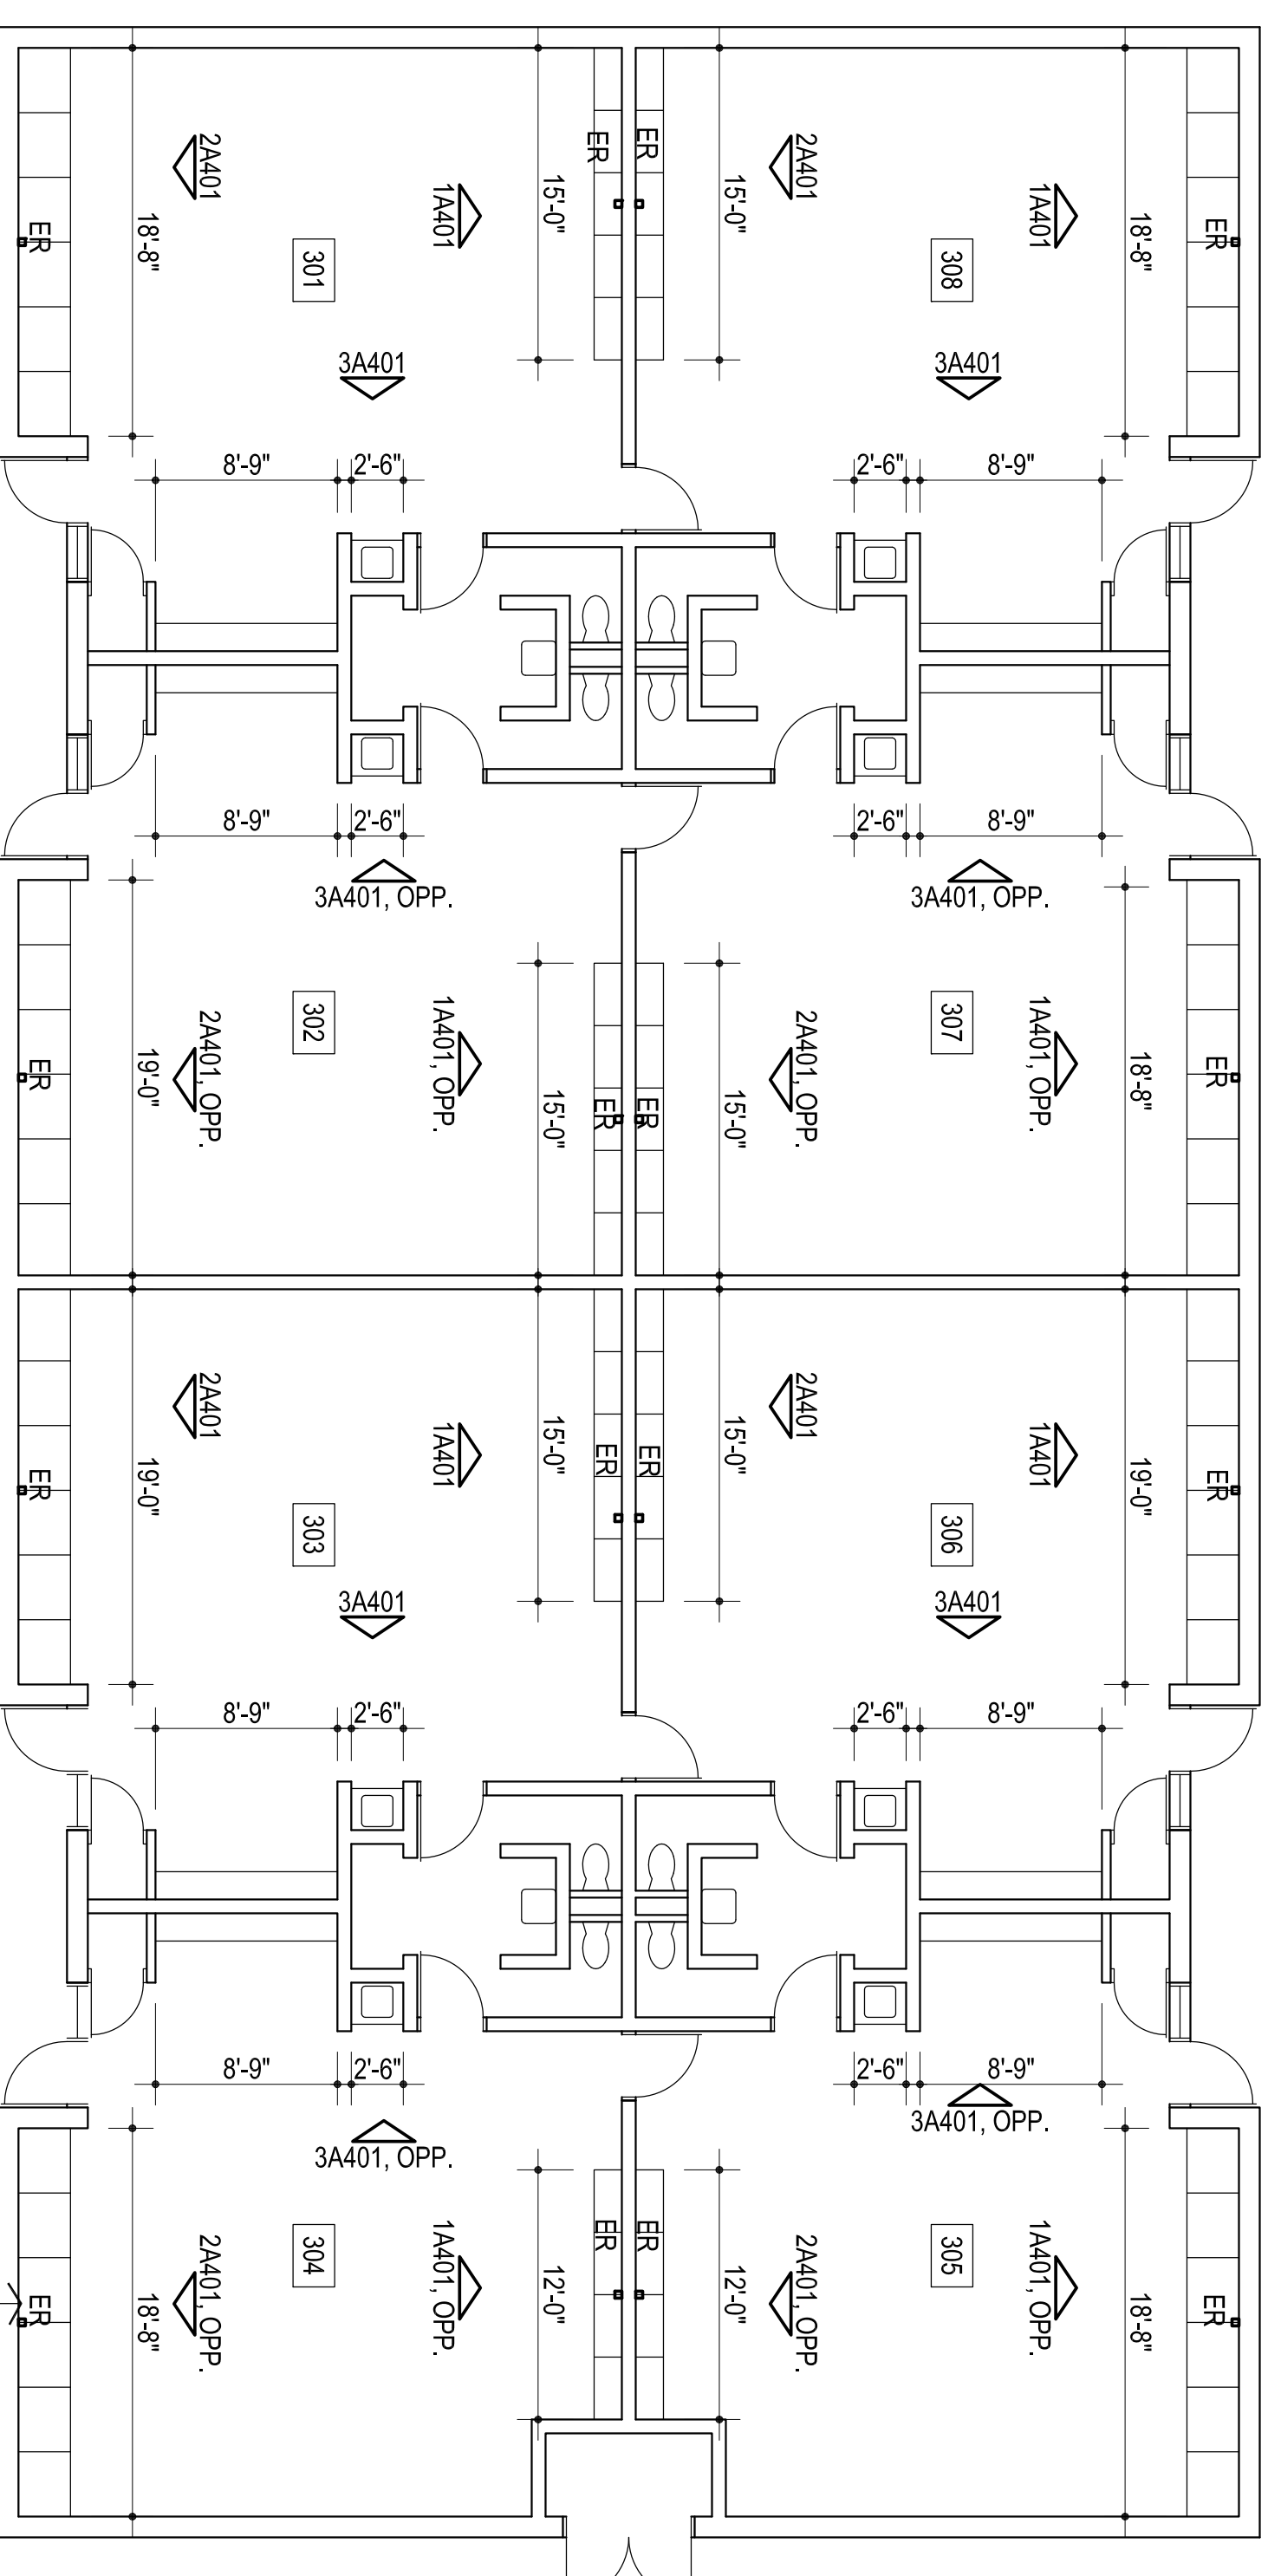 2A401
1A401
ER
ER
2A401
1A401
15'-0"
15'-0"
18'-8"
18'-8"
ER
ER
301
308
3A401
3A401
8'-9"
2'-6"
2'-6"
8'-9"
8'-9"
2'-6"
2'-6"
8'-9"
3A401, OPP.
3A401, OPP.
302
307
2A401, OPP.
1A401, OPP.
2A401, OPP.
1A401, OPP.
ER
19'-0"
15'-0"
ER
ER
15'-0"
18'-8"
ER
2A401
1A401
2A401
1A401
15'-0"
15'-0"
ER
19'-0"
ER
ER
19'-0"
ER
303
306
3A401
3A401
8'-9"
2'-6"
2'-6"
8'-9"
8'-9"
2'-6"
2'-6"
8'-9"
3A401, OPP.
3A401, OPP.
304
305
2A401, OPP.
1A401, OPP.
ER
ER
2A401, OPP.
1A401, OPP.
ER
18'-8"
12'-0"
12'-0"
18'-8"
ER